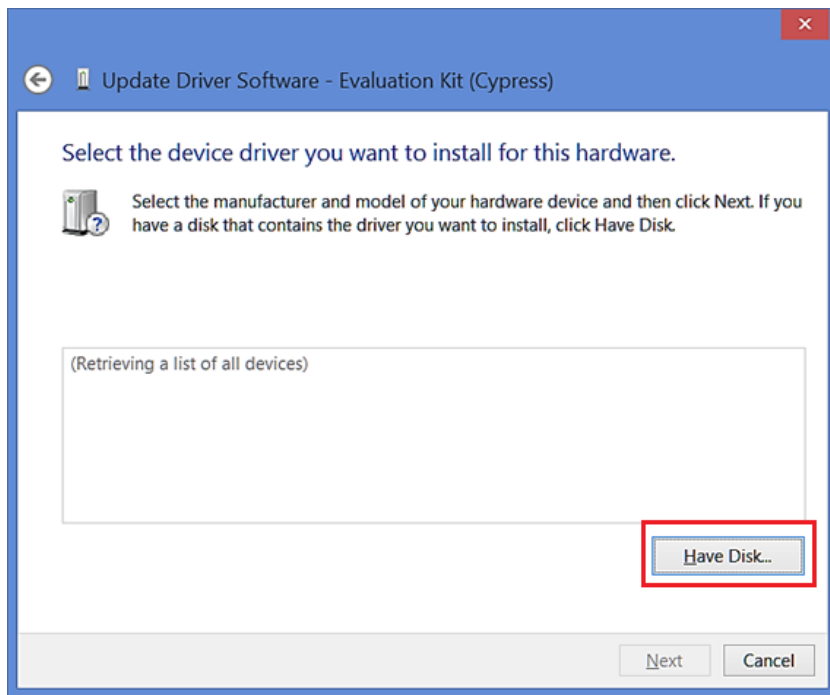 Update Driver Software - Evaluation Kit (Cypress)
Select the device driver you want to install for this hardware.
Select the manufacturer and model of your hardware device and then click Next. If you
have a disk that contains the driver you want to install, click Have Disk.
(Retrieving a list of all devices)
Have Disk...
Next
Cancel